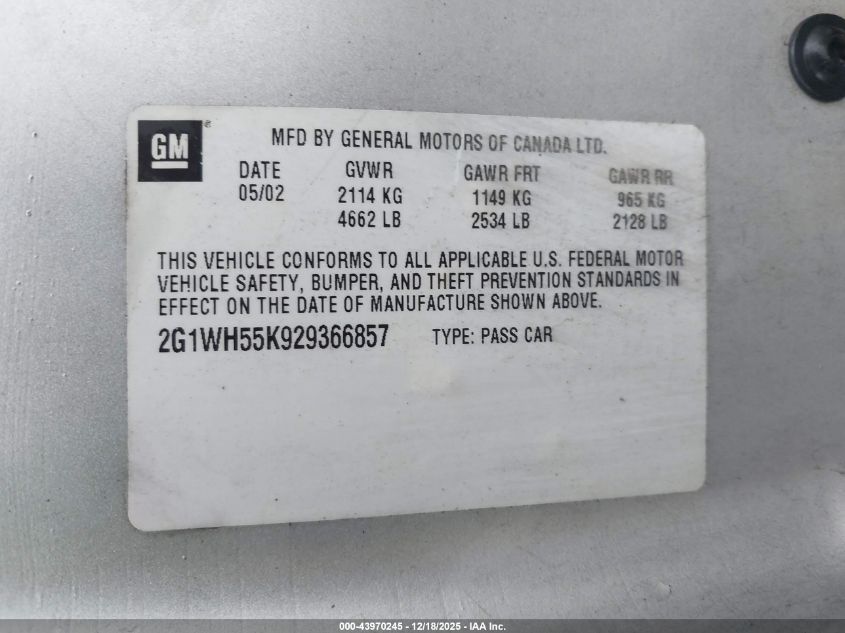 GM
MFD BY GENERAL MOTORS OF CANADA LTD.
DATE GVWR GAWR FRT GAWR RR
05/02 2114 KG 1149 KG 965 KG
4662 LB 2534 LB 2128 LB
THIS VEHICLE CONFORMS TO ALL APPLICABLE U.S. FEDERAL MOTOR
VEHICLE SAFETY, BUMPER, AND THEFT PREVENTION STANDARDS IN
EFFECT ON THE DATE OF MANUFACTURE SHOWN ABOVE.
2G1WH55K929366857 TYPE: PASS CAR
000-43970245 - 12/18/2025 - IAA Inc.